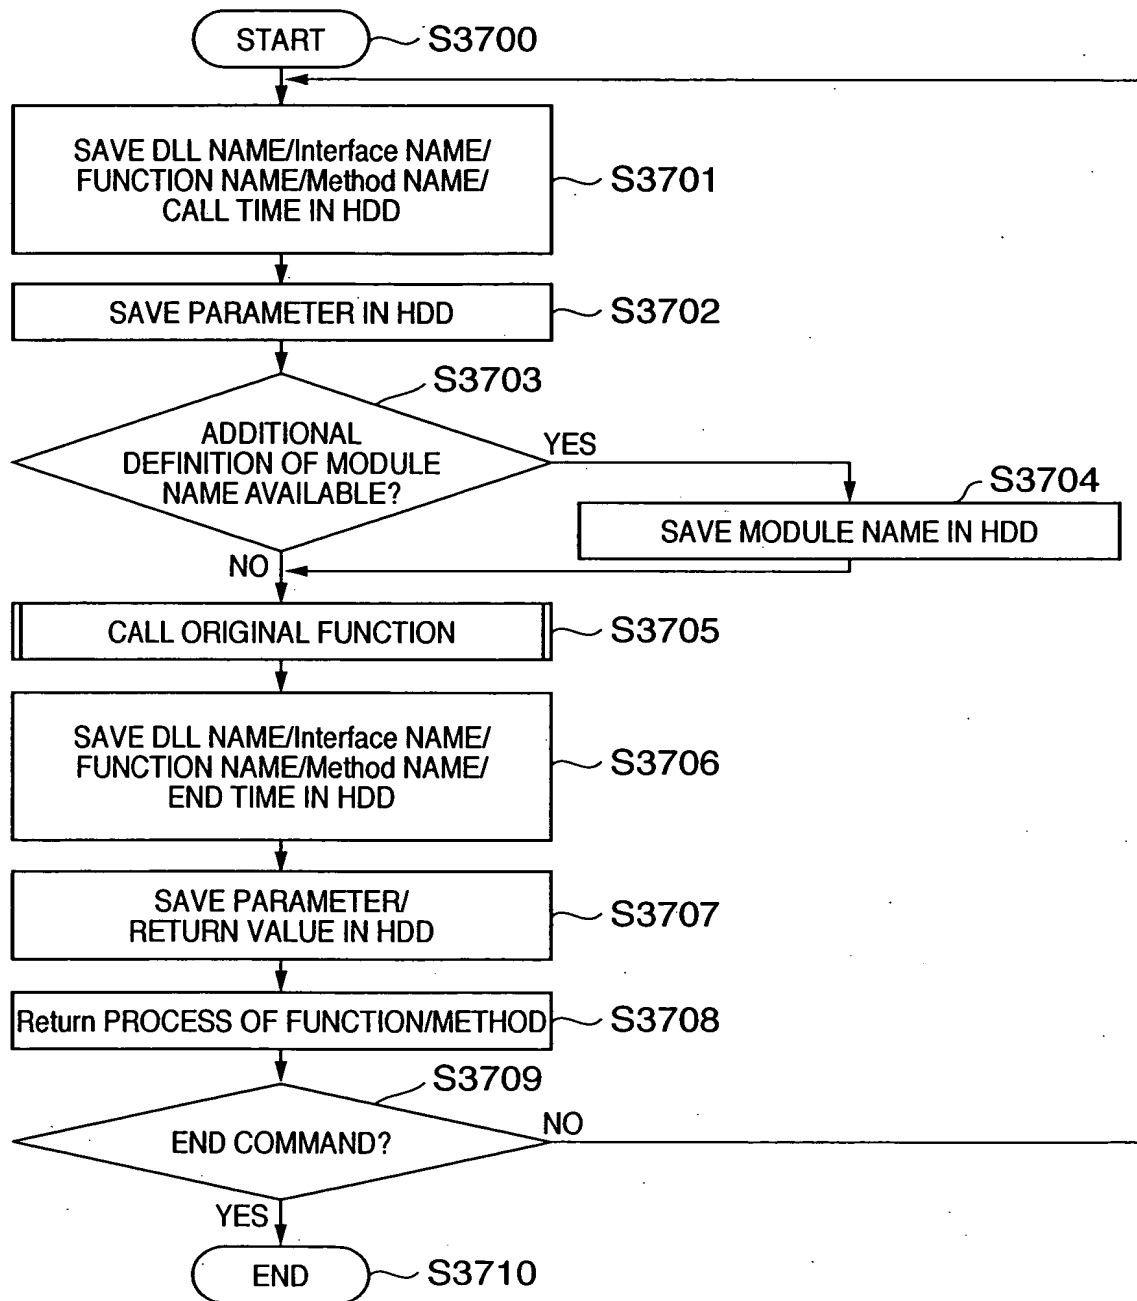 START
S3700
SAVE DLL NAME/Interface NAME/
FUNCTION NAME/Method NAME/
CALL TIME IN HDD
S3701
SAVE PARAMETER IN HDD
S3702
S3703
ADDITIONAL
DEFINITION OF MODULE
NAME AVAILABLE?
YES
S3704
SAVE MODULE NAME IN HDD
NO
CALL ORIGINAL FUNCTION
S3705
SAVE DLL NAME/Interface NAME/
FUNCTION NAME/Method NAME/
END TIME IN HDD
S3706
SAVE PARAMETER/
RETURN VALUE IN HDD
S3707
Return PROCESS OF FUNCTION/METHOD
S3708
S3709
END COMMAND?
NO
YES
END
S3710